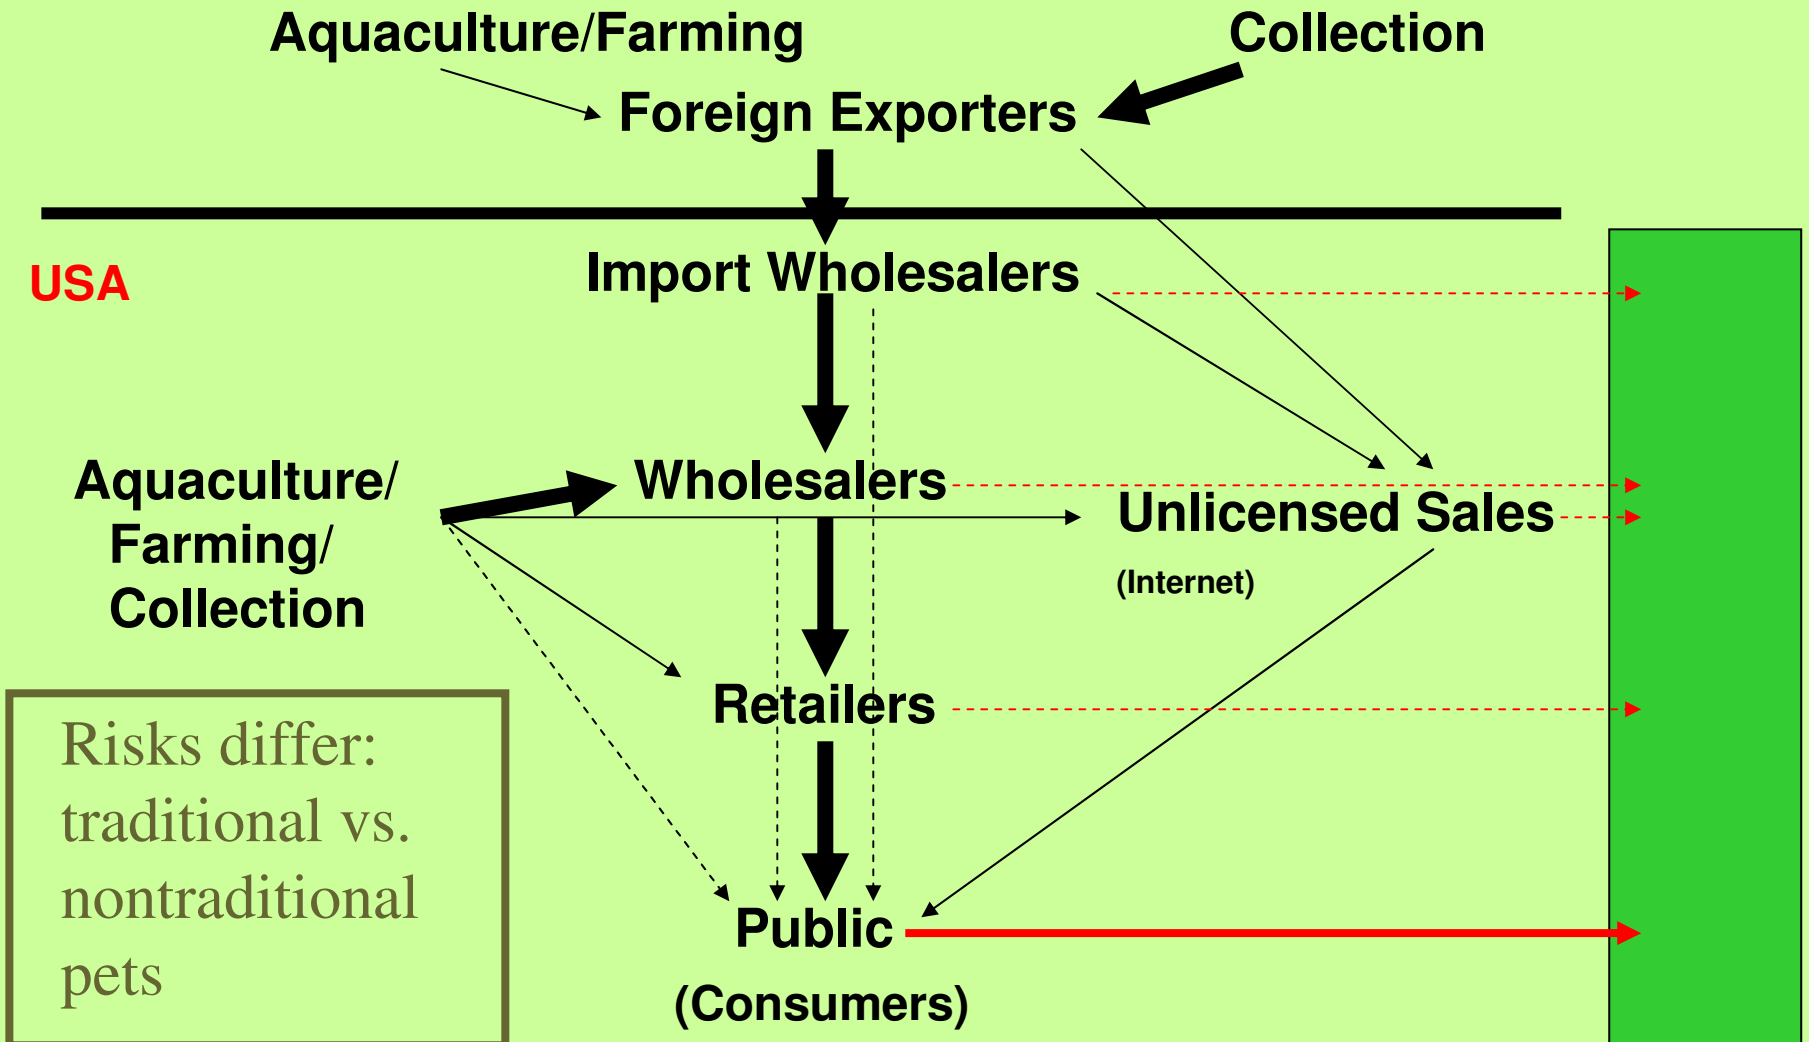 Aquaculture/Farming
Collection
Foreign Exporters
USA
Import Wholesalers
Aquaculture/
Farming/
Collection
Wholesalers
Unlicensed Sales
(Internet)
Retailers
Risks differ:
traditional vs.
nontraditional
pets
Public
(Consumers)